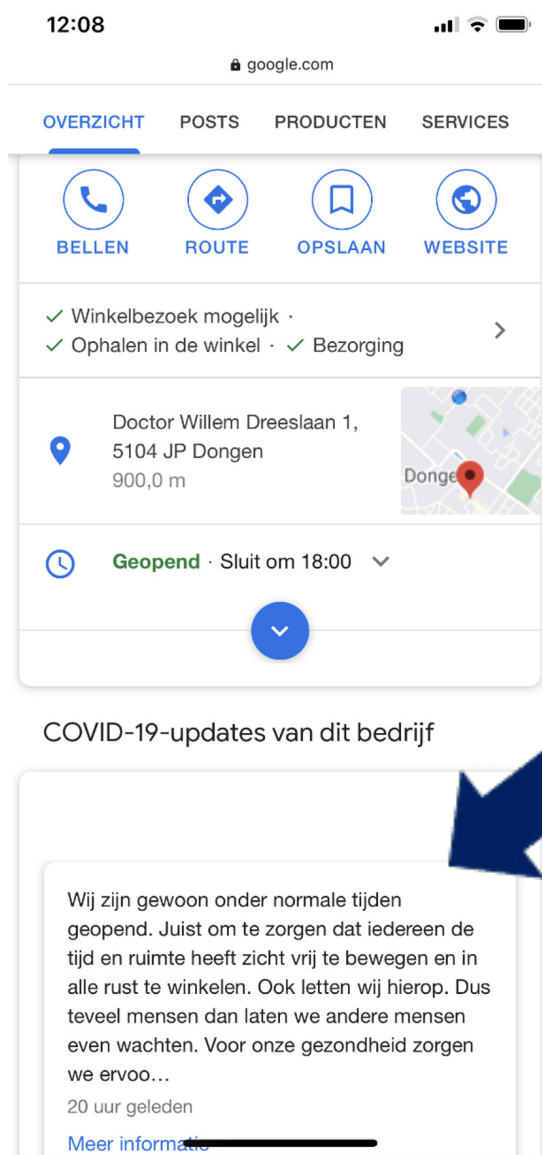 12:08
google.com
OVERZICHT POSTS PRODUCTEN SERVICES
BELLEN ROUTE OPSLAAN WEBSITE
Winkelbezoek mogelijk ·
Ophalen in de winkel · Bezorging
Doctor Willem Dreeslaan 1,
5104 JP Dongen
900,0 m
Donge
Geopend · Sluit om 18:00
COVID-19-updates van dit bedrijf
Wij zijn gewoon onder normale tijden
geopend. Juist om te zorgen dat iedereen de
tijd en ruimte heeft zicht vrij te bewegen en in
alle rust te winkelen. Ook letten wij hierop. Dus
teveel mensen dan laten we andere mensen
even wachten. Voor onze gezondheid zorgen
we ervoo...
20 uur geleden
Meer informatie